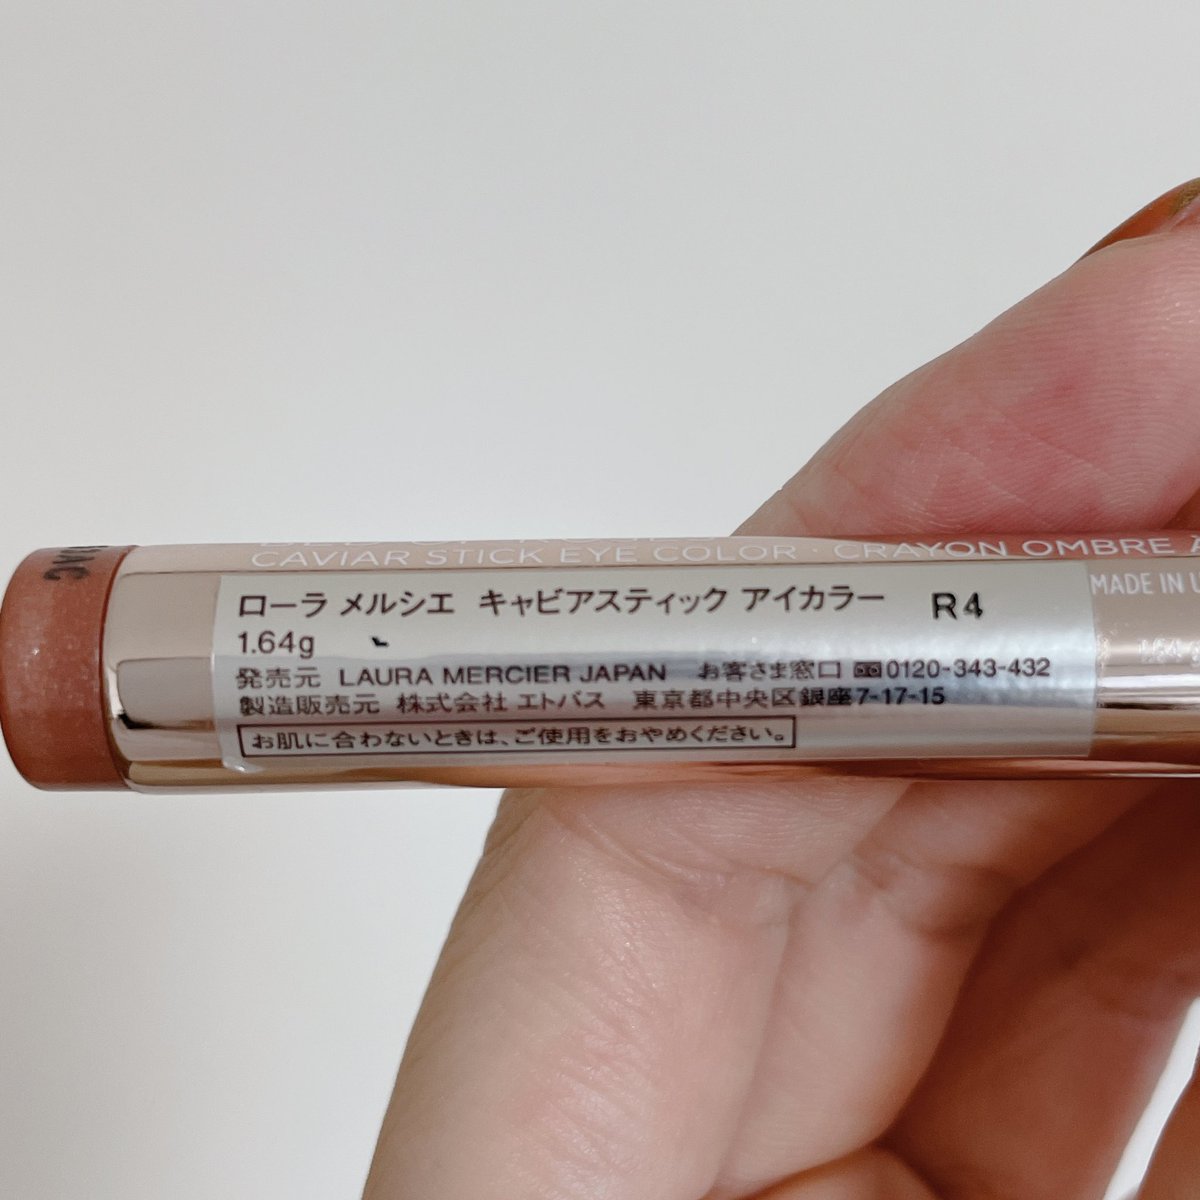 CAVIAR STICK EYE COLOR · CRAYON OMBRE
MADE IN
ローラ メルシエ キャビアスティック アイカラー R4
1.64g
発売元 LAURA MERCIER JAPAN お客さま窓口 0120-343-432
製造販売元 株式会社 エトバス 東京都中央区銀座7-17-15
お肌に合わないときは、ご使用をおやめください。